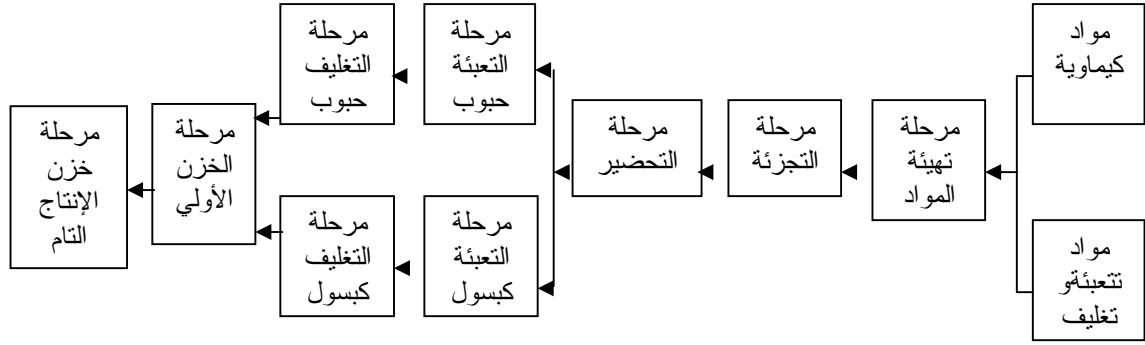 مواد
كيماوية
مواد
تتعبئةو
تغليف
مرحلة
تهيئة
المواد
مرحلة
التجزئة
مرحلة
التحضير
مرحلة
التعبئة
حبوب
مرحلة
التغليف
حبوب
مرحلة
التعبئة
كبسول
مرحلة
التغليف
كبسول
مرحلة
الخزن
الأولي
مرحلة
خزن
الإنتاج
التام